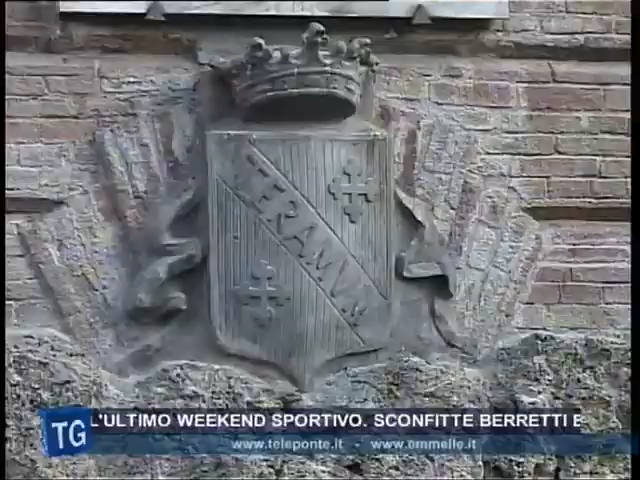 TERAMVM
TG L'ULTIMO WEEKEND SPORTIVO. SCONFITTE BERRETTI E
www.teleponte.it - www.emmelle.it